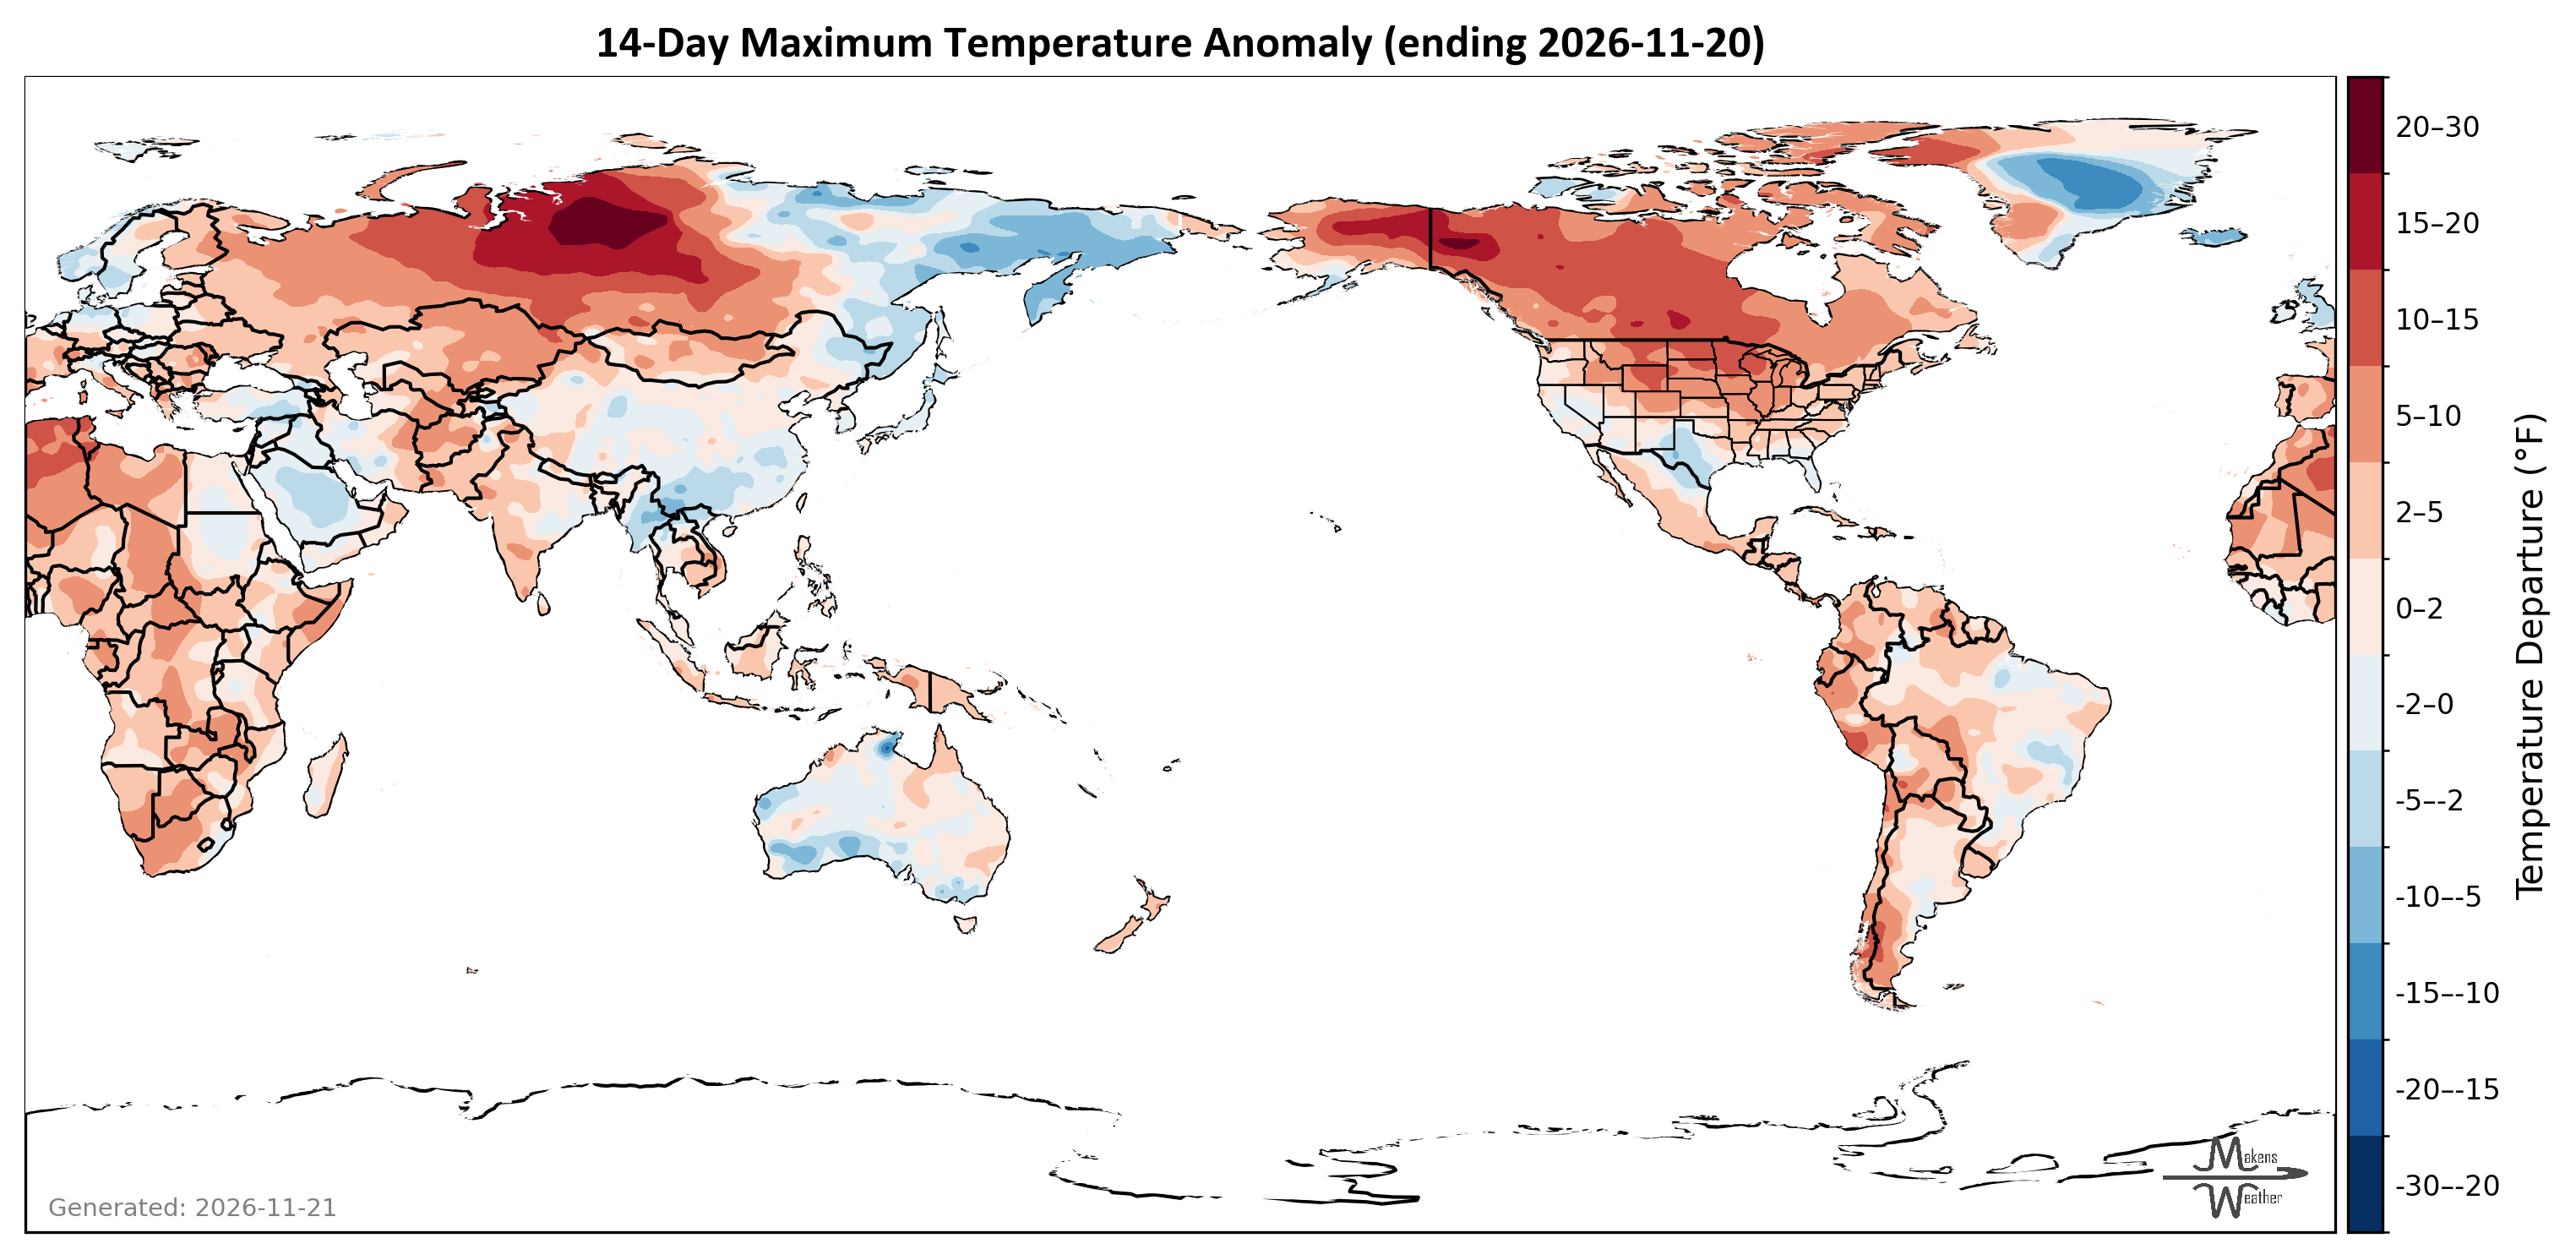 14-Day Maximum Temperature Anomaly (ending 2026-11-20)
20–30
15–20
10–15
5–10
2–5
0–2
-2–0
-5–-2
-10–-5
-15–-10
-20–-15
-30–-20
Temperature Departure (°F)
Generated: 2026-11-21
Makens
Weather